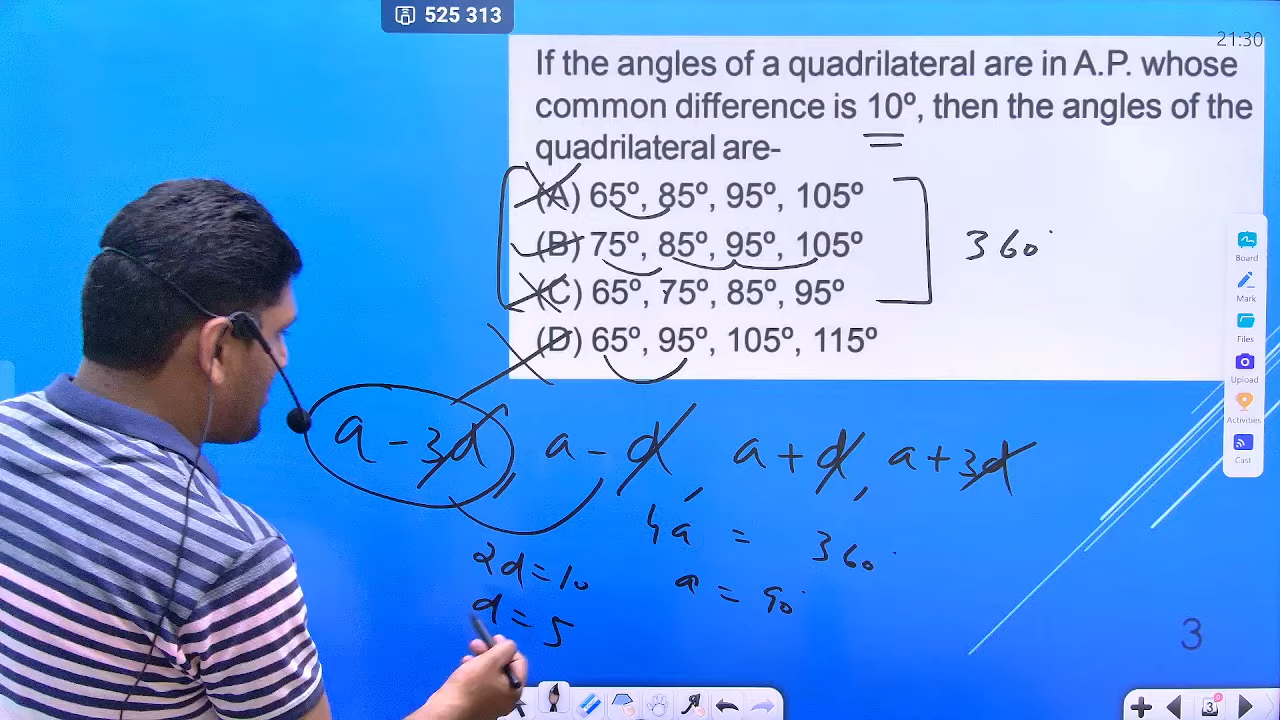 525 313
21:30
If the angles of a quadrilateral are in A.P. whose
common difference is 10º, then the angles of the
quadrilateral are-
(A) 65º, 85º, 95º, 105º
(B) 75º, 85º, 95º, 105º
360°
(C) 65º, 75º, 85º, 95º
(D) 65º, 95º, 105º, 115º
a - 3d, a - d, a + d, a + 3d
4a = 360°
2d = 10
a = 90°
d = 5
3
Board
Mark
Files
Upload
Activities
Cast
3